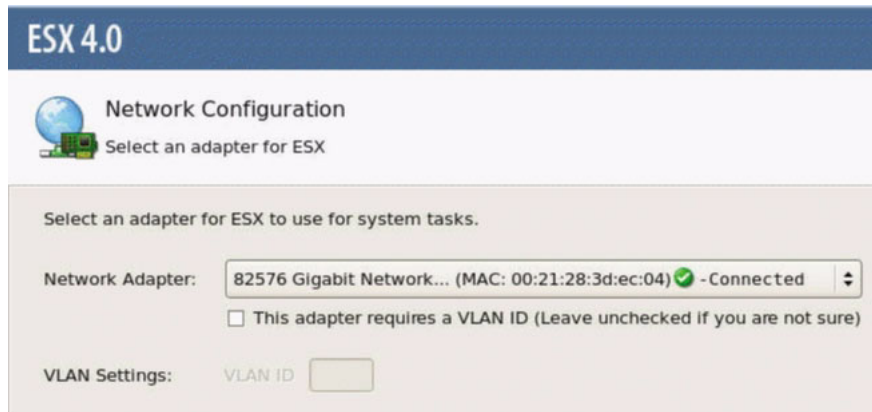 ESX 4.0
Network Configuration
Select an adapter for ESX
Select an adapter for ESX to use for system tasks.
Network Adapter: 82576 Gigabit Network... (MAC: 00:21:28:3d:ec:04) - Connected
This adapter requires a VLAN ID (Leave unchecked if you are not sure)
VLAN Settings: VLAN ID